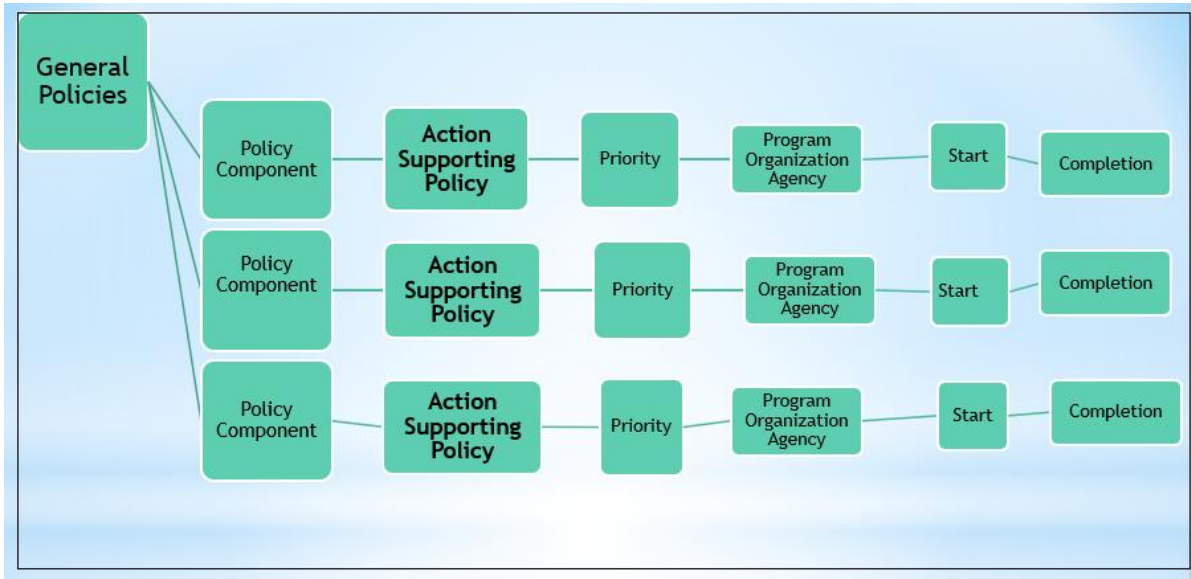 General
Policies
Policy
Component
Action
Supporting
Policy
Priority
Program
Organization
Agency
Start
Completion
Policy
Component
Action
Supporting
Policy
Priority
Program
Organization
Agency
Start
Completion
Policy
Component
Action
Supporting
Policy
Priority
Program
Organization
Agency
Start
Completion